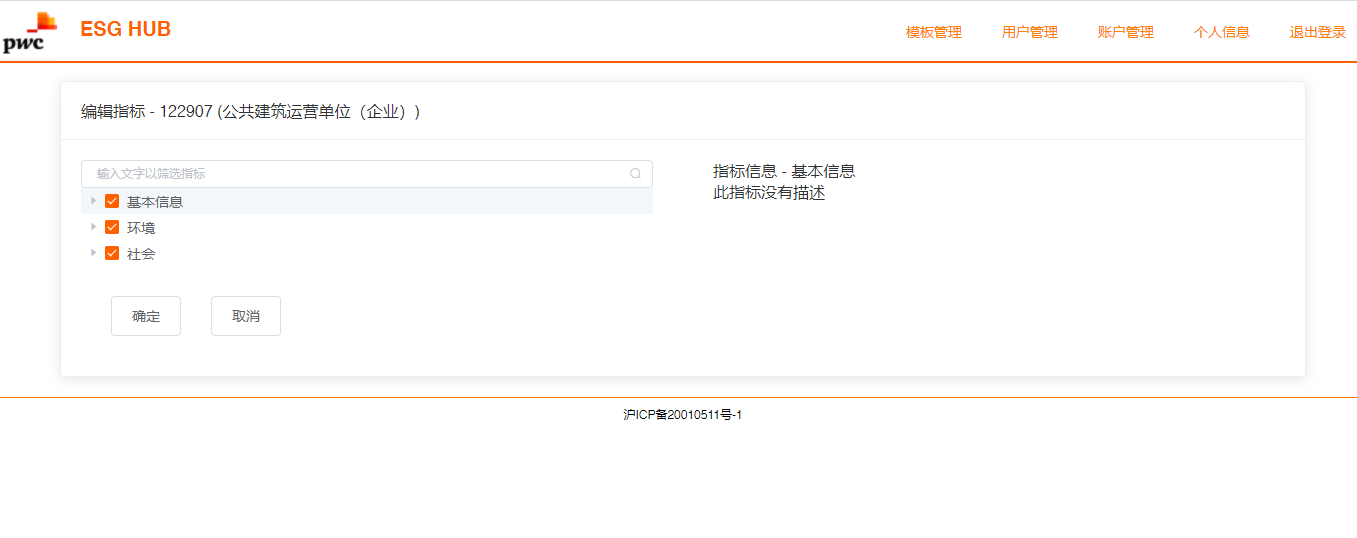 pwc
ESG HUB
模板管理 用户管理 账户管理 个人信息 退出登录
编辑指标 - 122907 (公共建筑运营单位（企业）)
输入文字以筛选指标
基本信息
环境
社会
指标信息 - 基本信息
此指标没有描述
确定 取消
沪ICP备20010511号-1